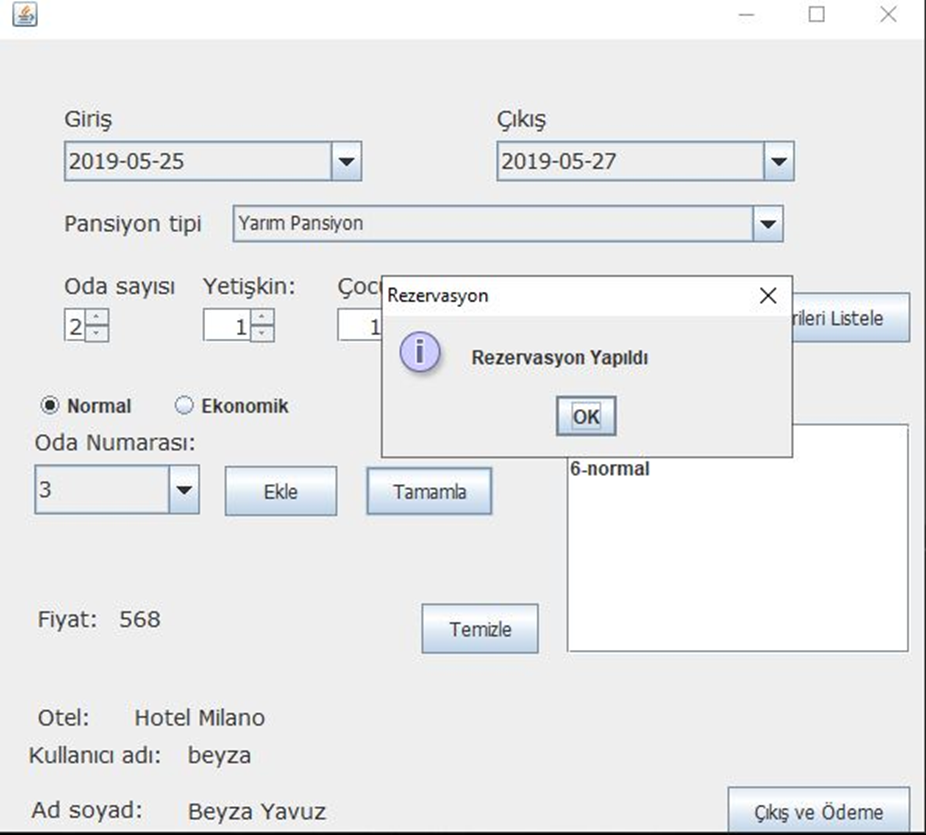 Giriş
Çıkış
2019-05-25
2019-05-27
Pansiyon tipi
Yarım Pansiyon
Oda sayısı
Yetişkin:
2
1
1
Rezervasyon
Rezervasyon Yapıldı
OK
Listele
Normal
Ekonomik
Oda Numarası:
3
Ekle
Tamamla
6-normal
Fiyat: 568
Temizle
Otel: Hotel Milano
Kullanıcı adı: beyza
Ad soyad: Beyza Yavuz
Çıkış ve Ödeme